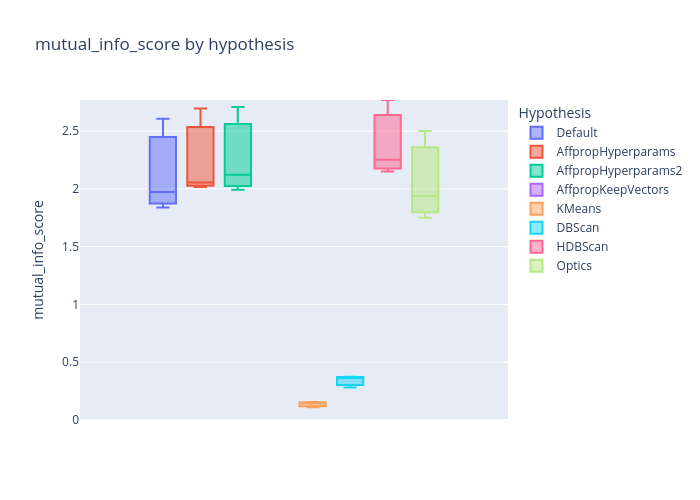 mutual_info_score by hypothesis
mutual_info_score
2.5
2
1.5
1
0.5
0
Hypothesis
Default
AffpropHyperparams
AffpropHyperparams2
AffpropKeepVectors
KMeans
DBScan
HDBScan
Optics